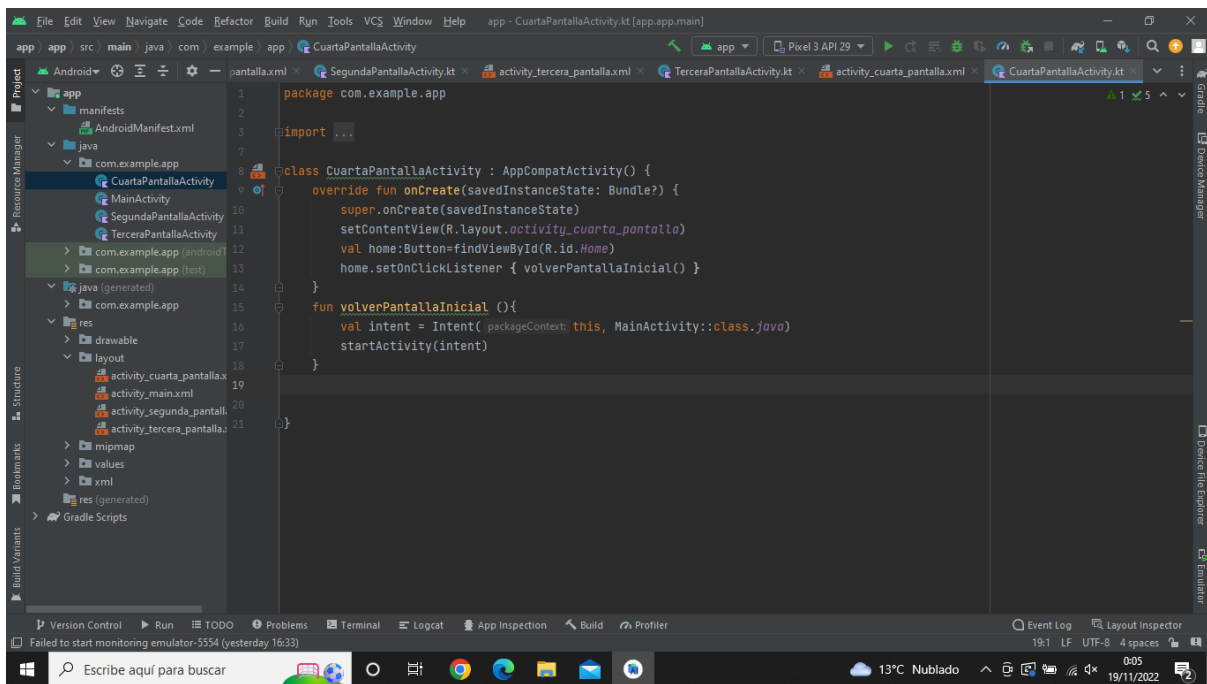 File Edit View Navigate Code Refactor Build Run Tools VCS Window Help app - CuartaPantallaActivity.kt [app.app.main]
app app src main java com example app CuartaPantallaActivity app Pixel 3 API 29
Android pantalla.xml SegundaPantallaActivity.kt activity_tercera_pantalla.xml TerceraPantallaActivity.kt activity_cuarta_pantalla.xml CuartaPantallaActivity.kt
Project
Resource Manager
Structure
Bookmarks
Build Variants
app
manifests
AndroidManifest.xml
java
com.example.app
CuartaPantallaActivity
MainActivity
SegundaPantallaActivity
TerceraPantallaActivity
com.example.app (androidT
com.example.app (test)
java (generated)
com.example.app
res
drawable
layout
activity_cuarta_pantalla.x
activity_main.xml
activity_segunda_pantall
activity_tercera_pantalla.
mipmap
values
xml
res (generated)
Gradle Scripts
1 package com.example.app
2
3 import ...
7
8 class CuartaPantallaActivity : AppCompatActivity() {
9 override fun onCreate(savedInstanceState: Bundle?) {
10 super.onCreate(savedInstanceState)
11 setContentView(R.layout.activity_cuarta_pantalla)
12 val home:Button=findViewById(R.id.Home)
13 home.setOnClickListener { volverPantallaInicial() }
14 }
15 fun volverPantallaInicial (){
16 val intent = Intent( packageContext: this, MainActivity::class.java)
17 startActivity(intent)
18 }
19
20
21 }
1 5
Gradle
Device Manager
Device File Explorer
Emulator
Version Control Run TODO Problems Terminal Logcat App Inspection Build Profiler Event Log Layout Inspector
Failed to start monitoring emulator-5554 (yesterday 16:33) 19:1 LF UTF-8 4 spaces
Escribe aquí para buscar 13°C Nublado 0:05
19/11/2022
2